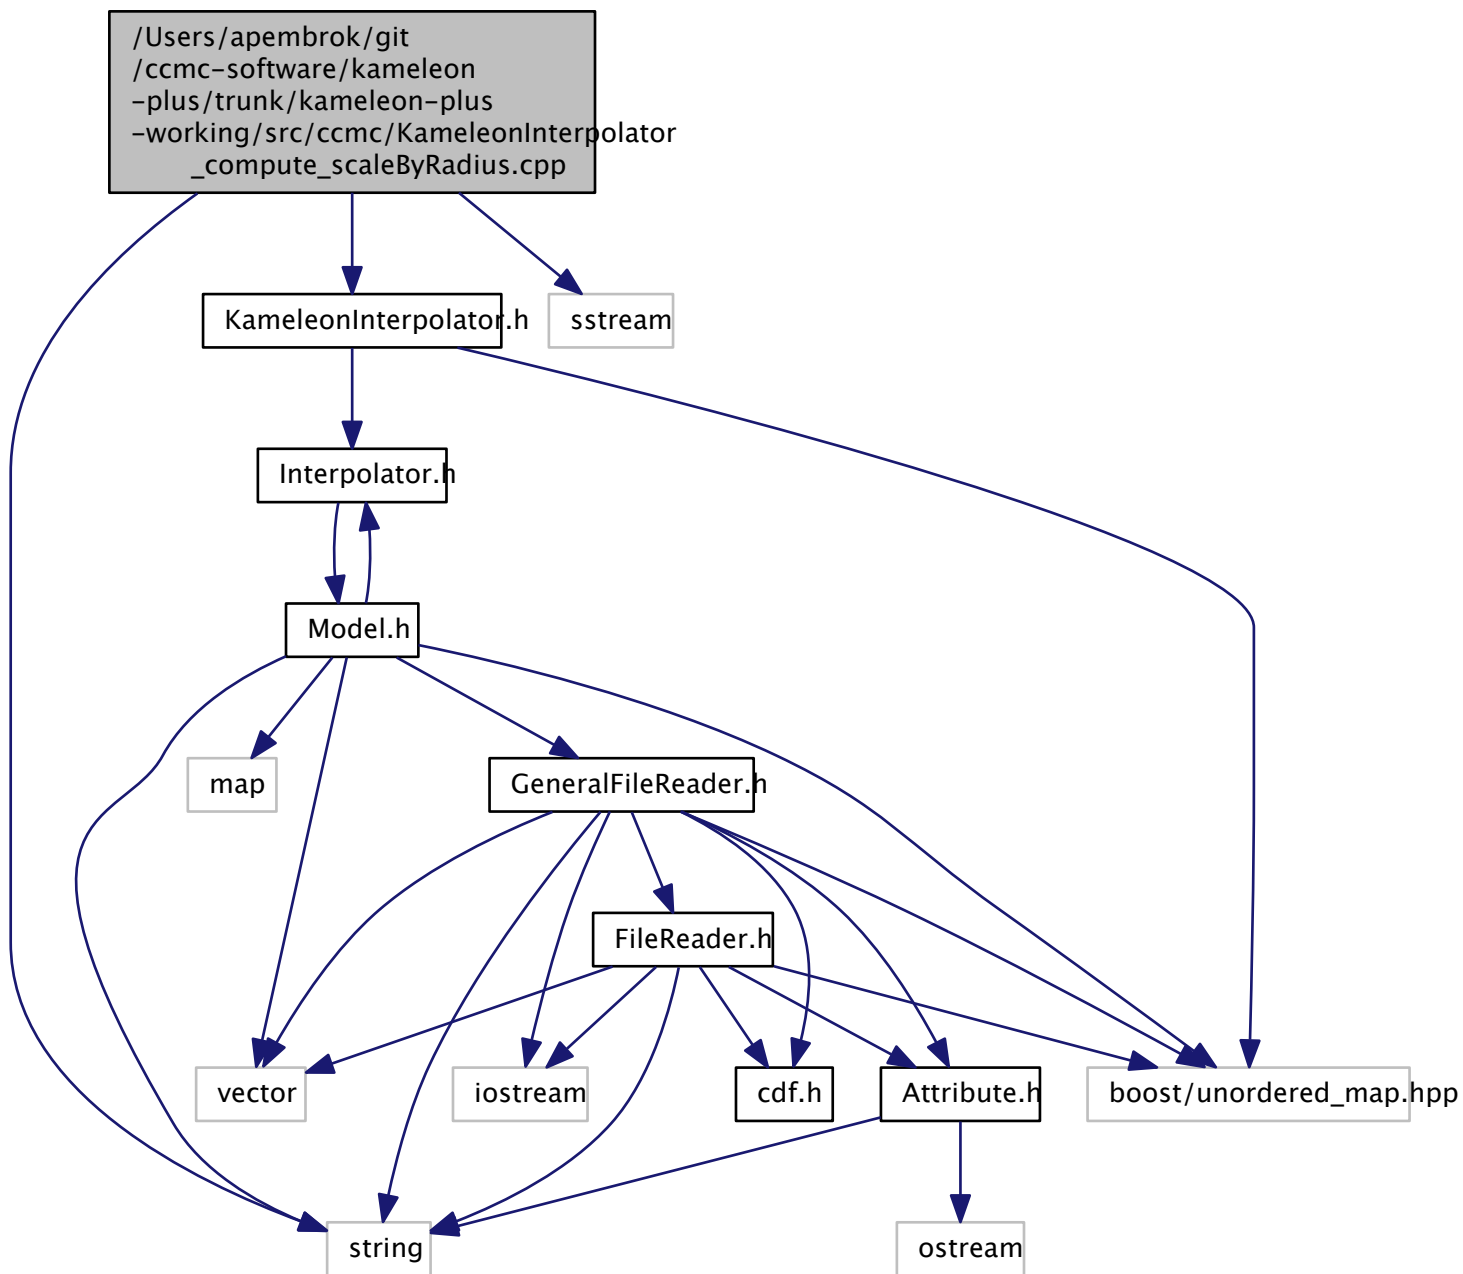 /Users/apembrok/git
/ccmc-software/kameleon
-plus/trunk/kameleon-plus
-working/src/ccmc/KameleonInterpolator
_compute_scaleByRadius.cpp
KameleonInterpolator.h
sstream
Interpolator.h
Model.h
map
GeneralFileReader.h
FileReader.h
vector
iostream
cdf.h
Attribute.h
boost/unordered_map.hpp
string
ostream